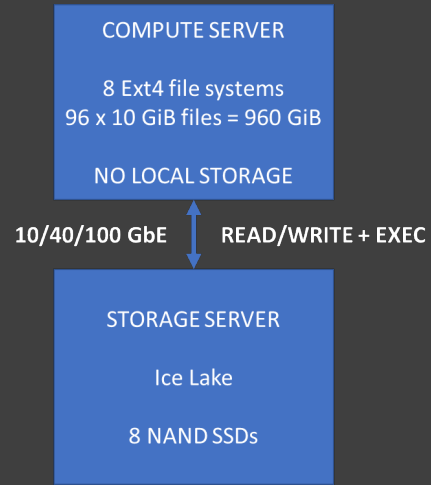 COMPUTE SERVER
8 Ext4 file systems
96 x 10 GiB files = 960 GiB
NO LOCAL STORAGE
10/40/100 GbE
READ/WRITE + EXEC
STORAGE SERVER
Ice Lake
8 NAND SSDs